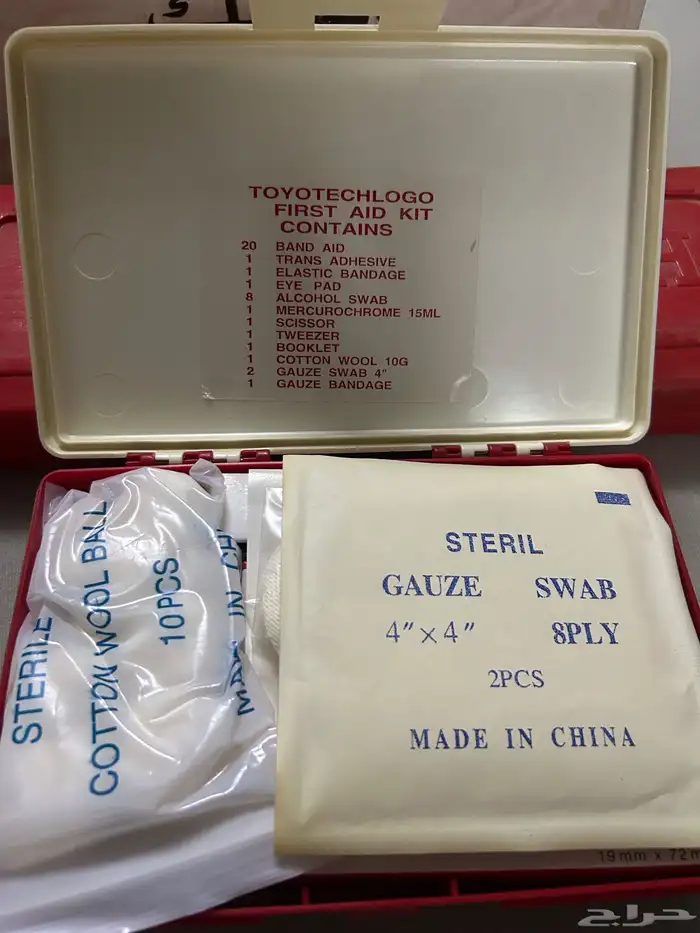 TOYOTECHLOGO
FIRST AID KIT
CONTAINS
20 BAND AID
1 TRANS ADHESIVE
1 ELASTIC BANDAGE
1 EYE PAD
8 ALCOHOL SWAB
1 MERCUROCHROME 15ML
1 SCISSOR
1 TWEEZER
1 BOOKLET
1 COTTON WOOL 10G
2 GAUZE SWAB 4"
1 GAUZE BANDAGE
STERILE
COTTON WOOL BALL
10PCS
MADE IN CH
STERIL
GAUZE SWAB
4" × 4" 8PLY
2PCS
MADE IN CHINA
19mm x 72m
حراج